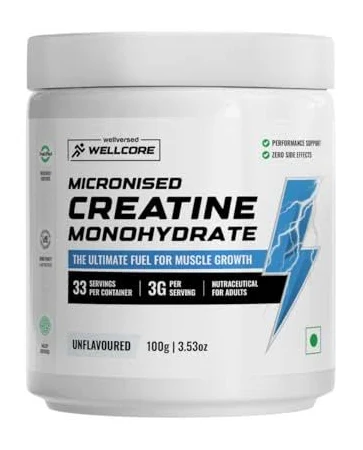 wellversed
WELLCORE
PERFORMANCE SUPPORT
ZERO SIDE EFFECTS
MICRONISED
CREATINE
MONOHYDRATE
THE ULTIMATE FUEL FOR MUSCLE GROWTH
33 SERVINGS PER CONTAINER
3G PER SERVING
NUTRACEUTICAL FOR ADULTS
UNFLAVOURED
100g | 3.53oz